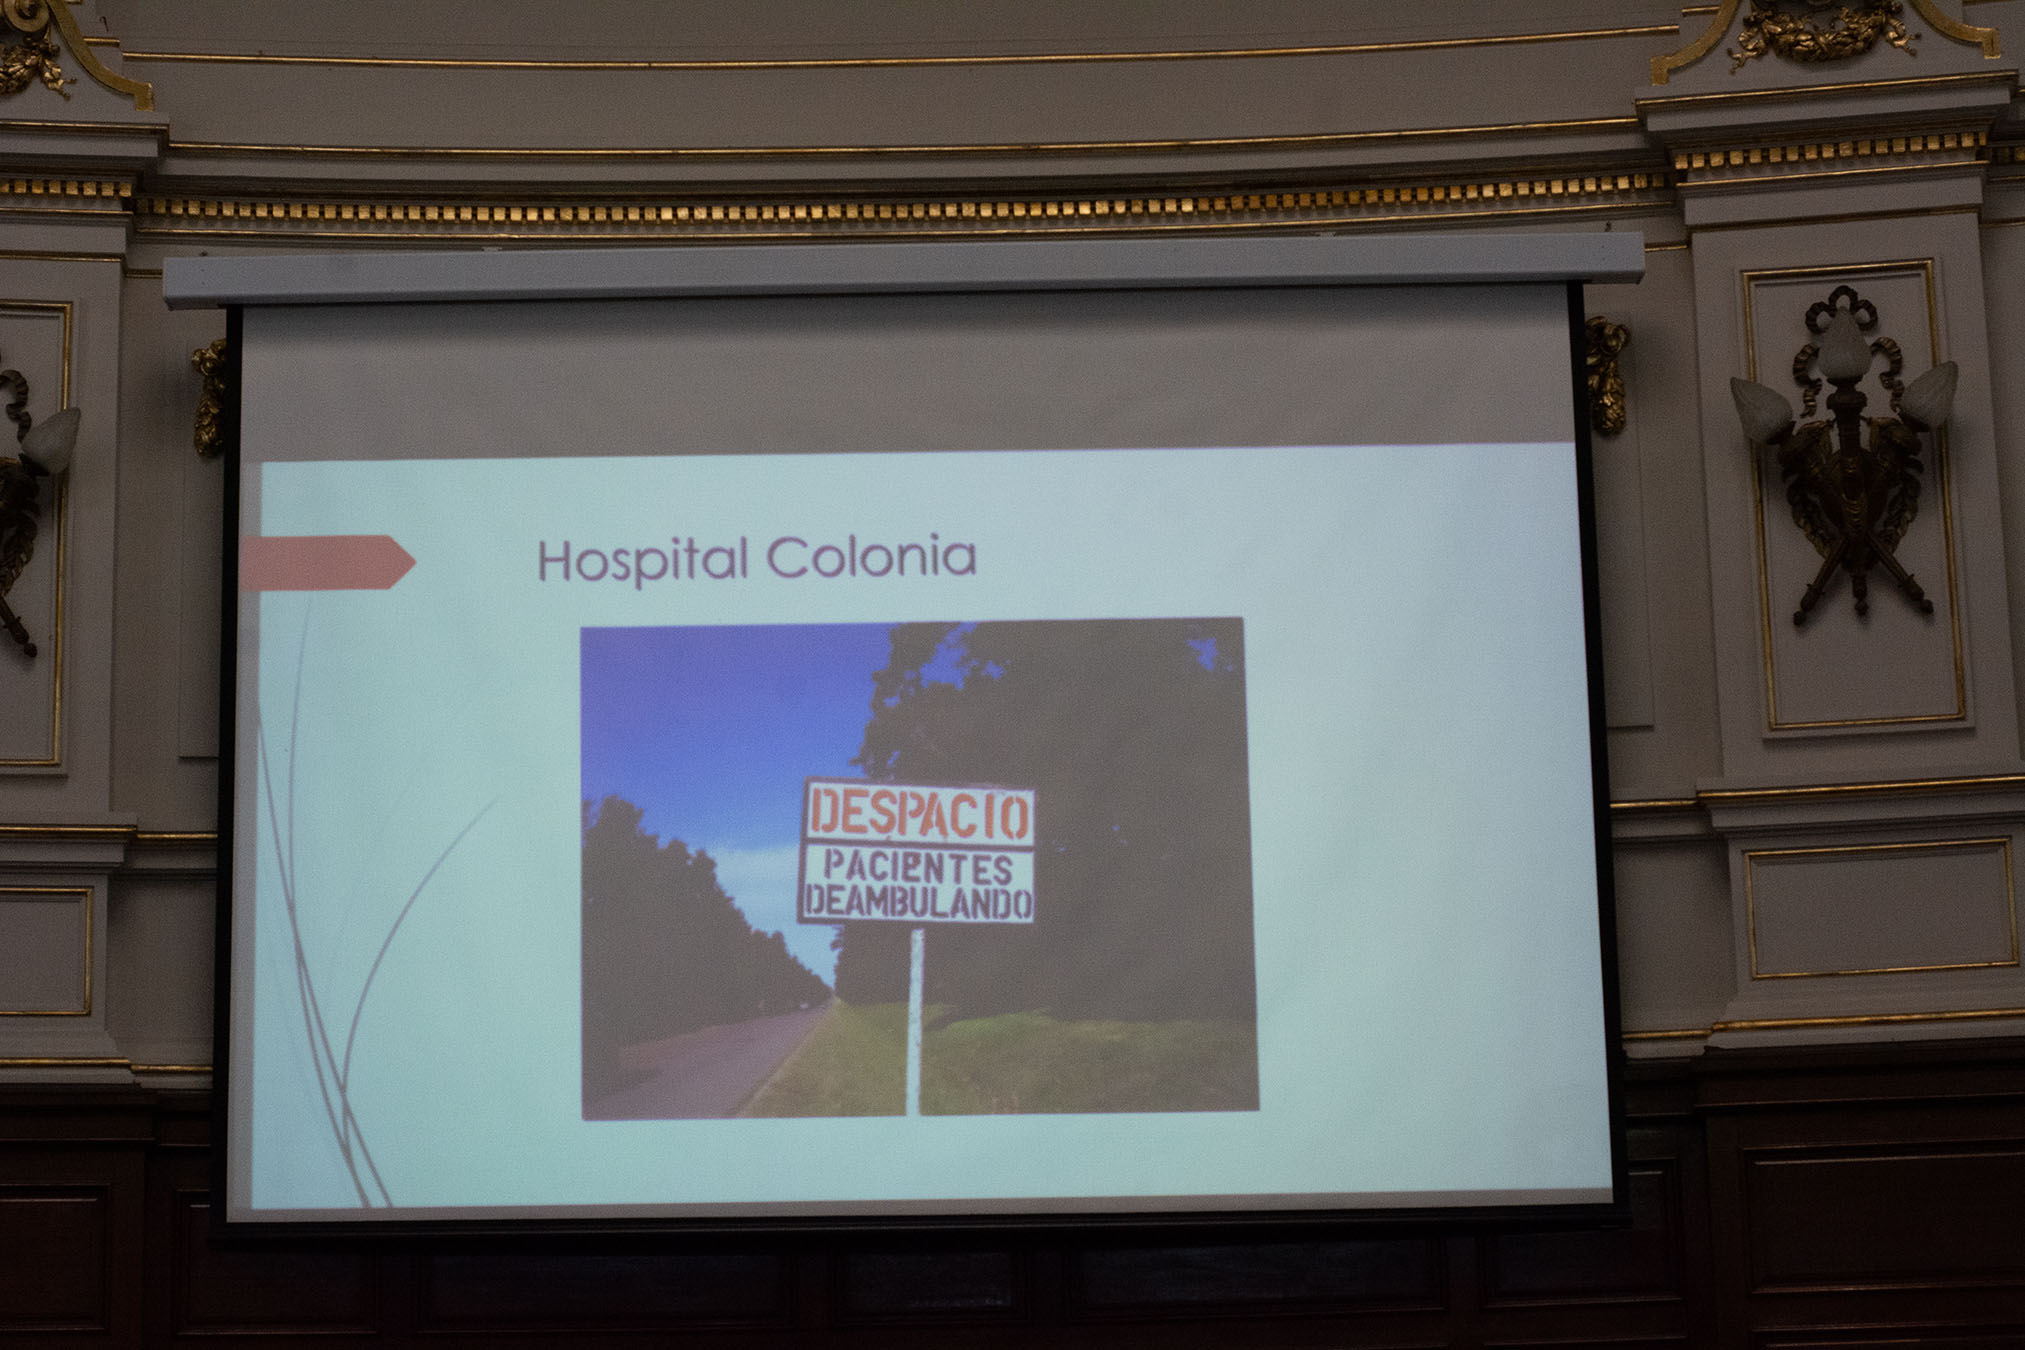 Hospital Colonia
DESPACIO
PACIENTES
DEAMBULANDO